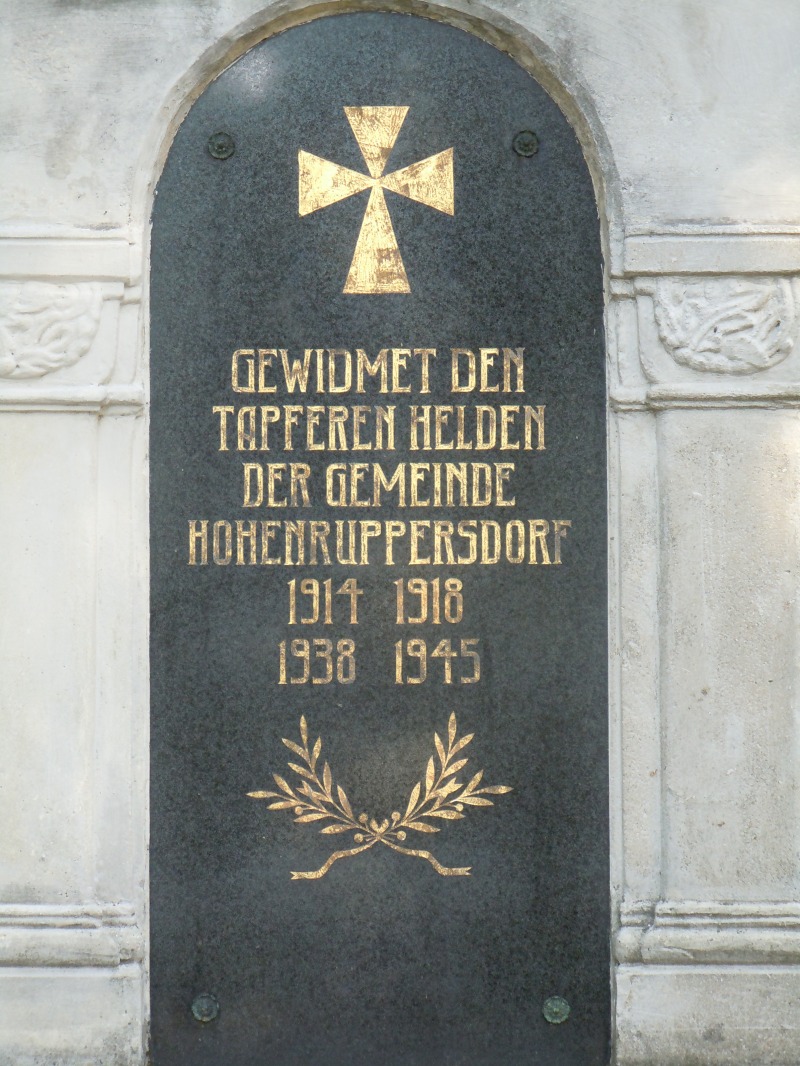 GEWIDMET DEN
TAPFEREN HELDEN
DER GEMEINDE
HOHENRUPPERSDORF
1914 1918
1938 1945